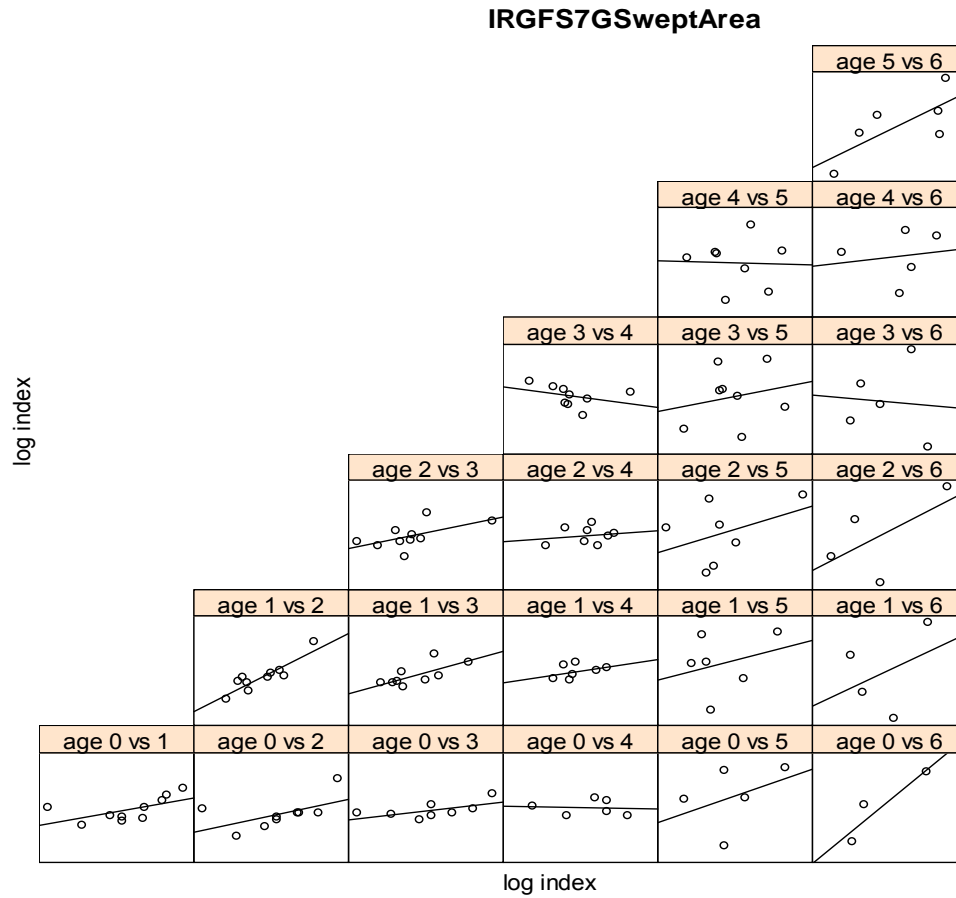 IRGFS7GSweptArea
age 5 vs 6
age 4 vs 5
age 4 vs 6
age 3 vs 4
age 3 vs 5
age 3 vs 6
log index
age 2 vs 3
age 2 vs 4
age 2 vs 5
age 2 vs 6
age 1 vs 2
age 1 vs 3
age 1 vs 4
age 1 vs 5
age 1 vs 6
age 0 vs 1
age 0 vs 2
age 0 vs 3
age 0 vs 4
age 0 vs 5
age 0 vs 6
log index